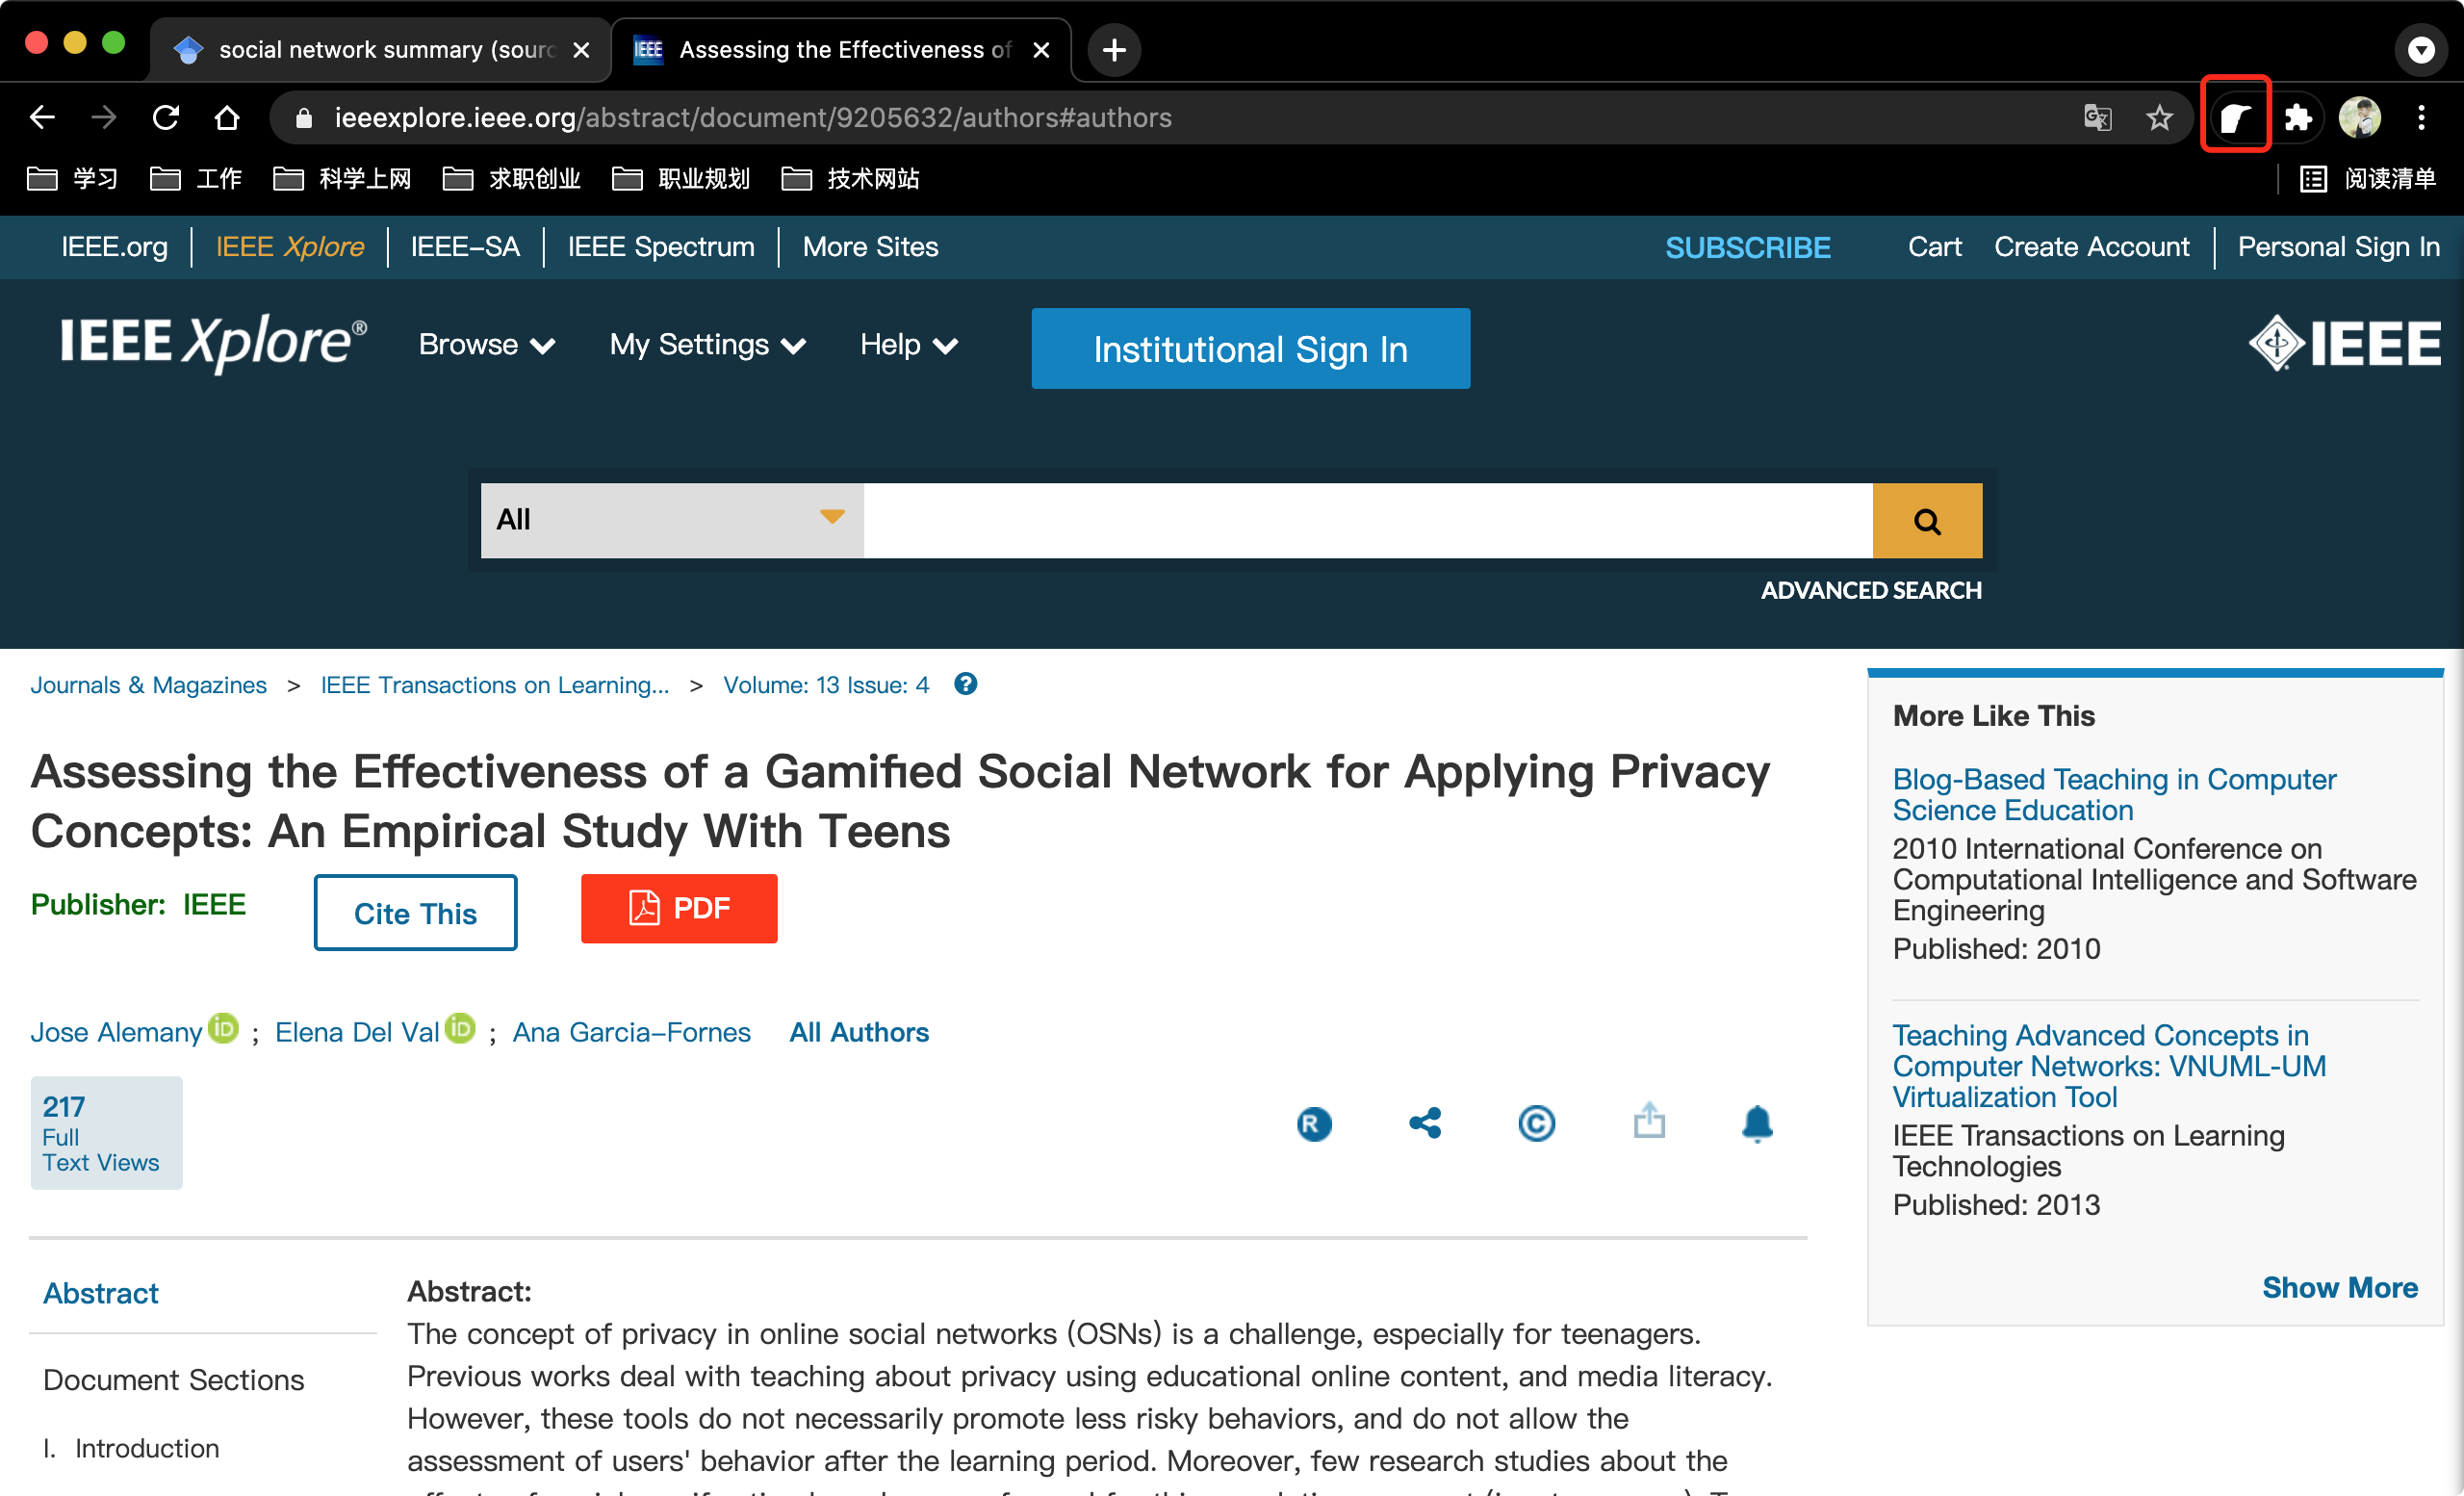 social network summary (sourc
Assessing the Effectiveness of
ieeexplore.ieee.org/abstract/document/9205632/authors#authors
学习 工作 科学上网 求职创业 职业规划 技术网站 阅读清单
IEEE.org IEEE Xplore IEEE-SA IEEE Spectrum More Sites SUBSCRIBE Cart Create Account Personal Sign In
IEEE Xplore® Browse My Settings Help Institutional Sign In IEEE
All
ADVANCED SEARCH
Journals & Magazines > IEEE Transactions on Learning... > Volume: 13 Issue: 4
Assessing the Effectiveness of a Gamified Social Network for Applying Privacy
Concepts: An Empirical Study With Teens
Publisher: IEEE Cite This PDF
Jose Alemany iD ; Elena Del Val iD ; Ana Garcia-Fornes All Authors
217
Full
Text Views
R ©
Abstract
Document Sections
I. Introduction
Abstract:
The concept of privacy in online social networks (OSNs) is a challenge, especially for teenagers.
Previous works deal with teaching about privacy using educational online content, and media literacy.
However, these tools do not necessarily promote less risky behaviors, and do not allow the
assessment of users' behavior after the learning period. Moreover, few research studies about the
More Like This
Blog-Based Teaching in Computer
Science Education
2010 International Conference on
Computational Intelligence and Software
Engineering
Published: 2010
Teaching Advanced Concepts in
Computer Networks: VNUML-UM
Virtualization Tool
IEEE Transactions on Learning
Technologies
Published: 2013
Show More